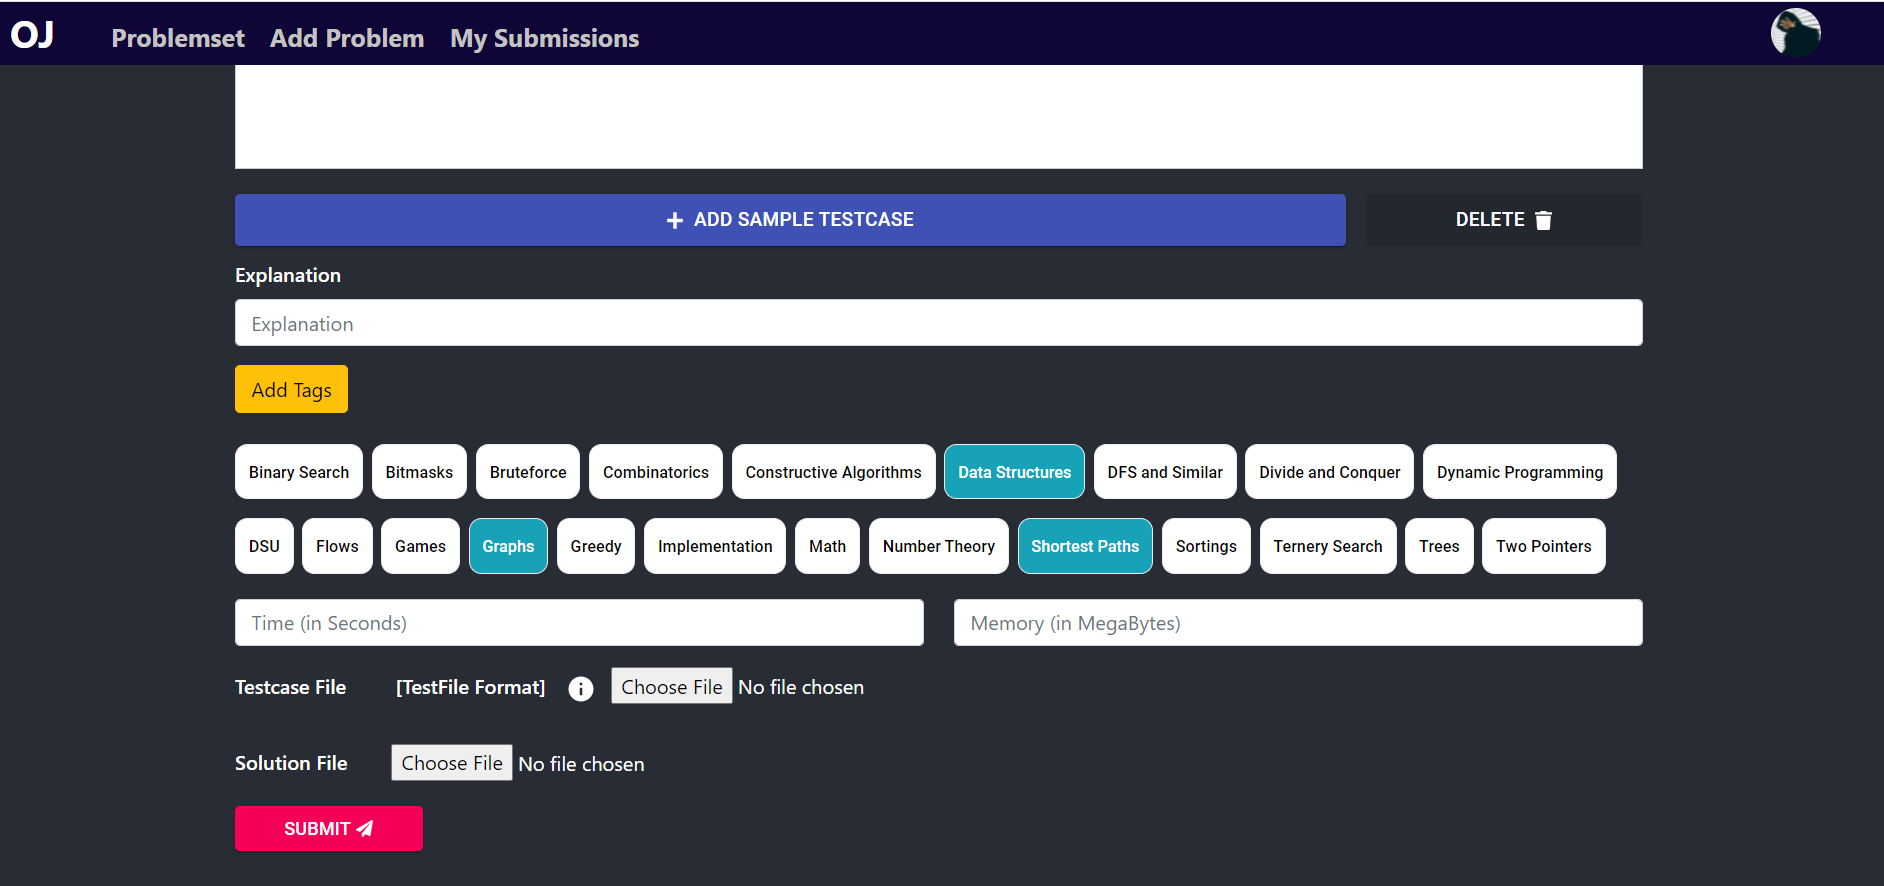 OJ Problemset Add Problem My Submissions
ADD SAMPLE TESTCASE DELETE
Explanation
Explanation
Add Tags
Binary Search Bitmasks Bruteforce Combinatorics Constructive Algorithms Data Structures DFS and Similar Divide and Conquer Dynamic Programming
DSU Flows Games Graphs Greedy Implementation Math Number Theory Shortest Paths Sortings Ternery Search Trees Two Pointers
Time (in Seconds) Memory (in MegaBytes)
Testcase File [TestFile Format] Choose File No file chosen
Solution File Choose File No file chosen
SUBMIT